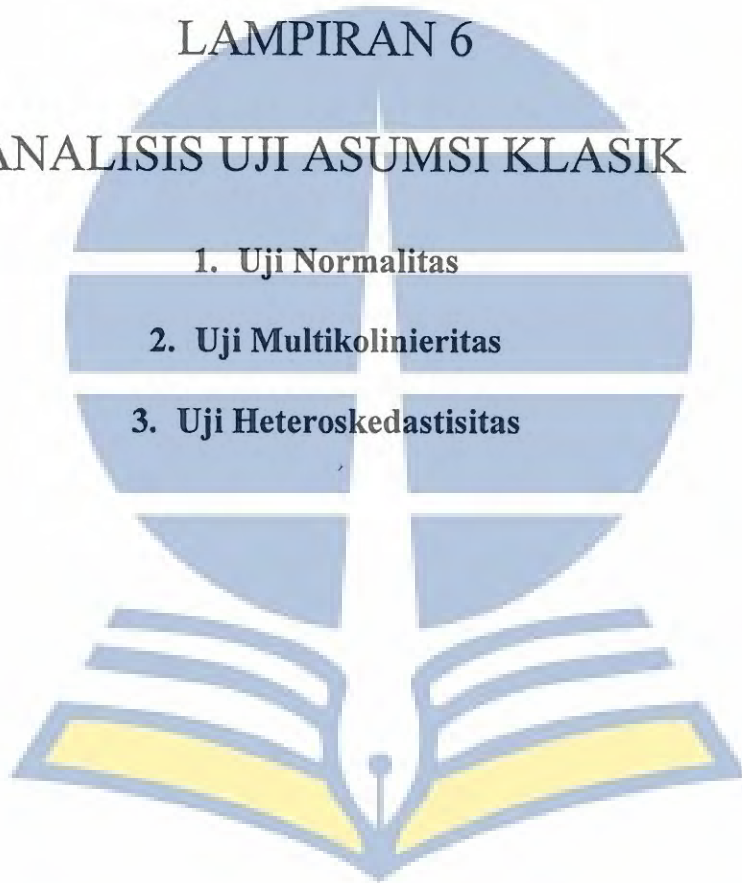 LAMPIRAN 6
ANALISIS UJI ASUMSI KLASIK
1. Uji Normalitas
2. Uji Multikolinieritas
3. Uji Heteroskedastisitas